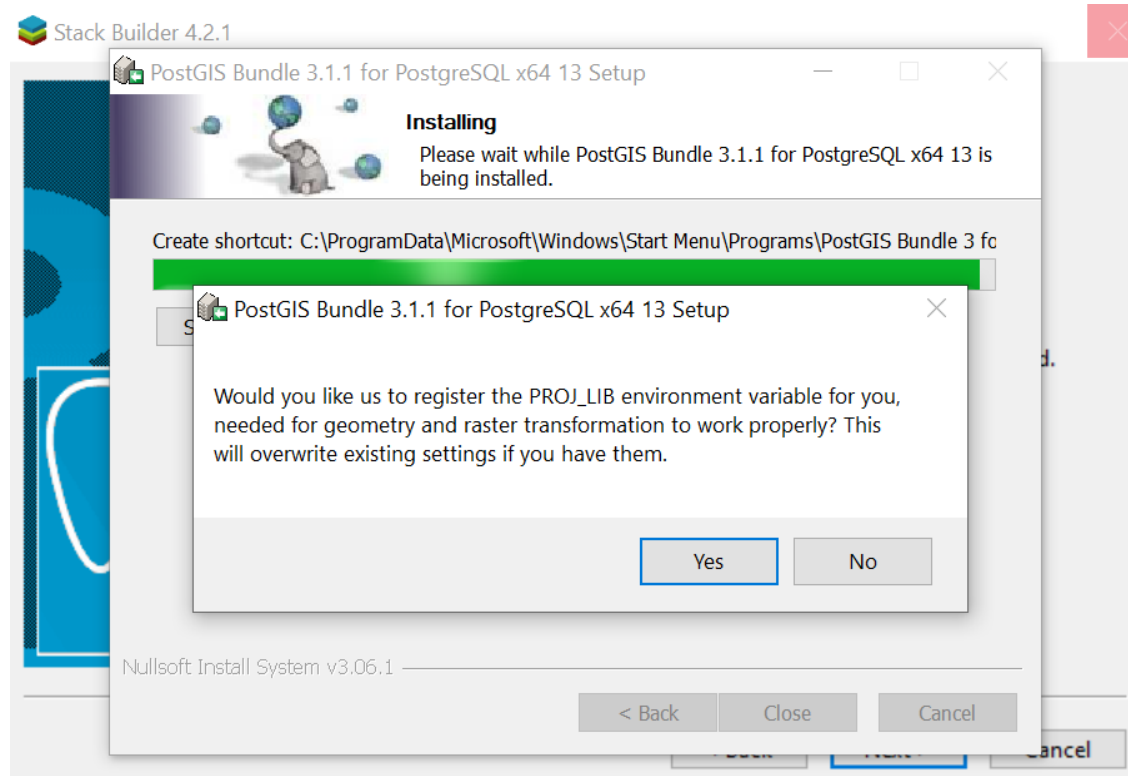 Stack Builder 4.2.1
PostGIS Bundle 3.1.1 for PostgreSQL x64 13 Setup
Installing
Please wait while PostGIS Bundle 3.1.1 for PostgreSQL x64 13 is
being installed.
Create shortcut: C:\ProgramData\Microsoft\Windows\Start Menu\Programs\PostGIS Bundle 3 fo
PostGIS Bundle 3.1.1 for PostgreSQL x64 13 Setup
S
d.
Would you like us to register the PROJ_LIB environment variable for you,
needed for geometry and raster transformation to work properly? This
will overwrite existing settings if you have them.
Yes No
Nullsoft Install System v3.06.1
< Back Close Cancel
Cancel